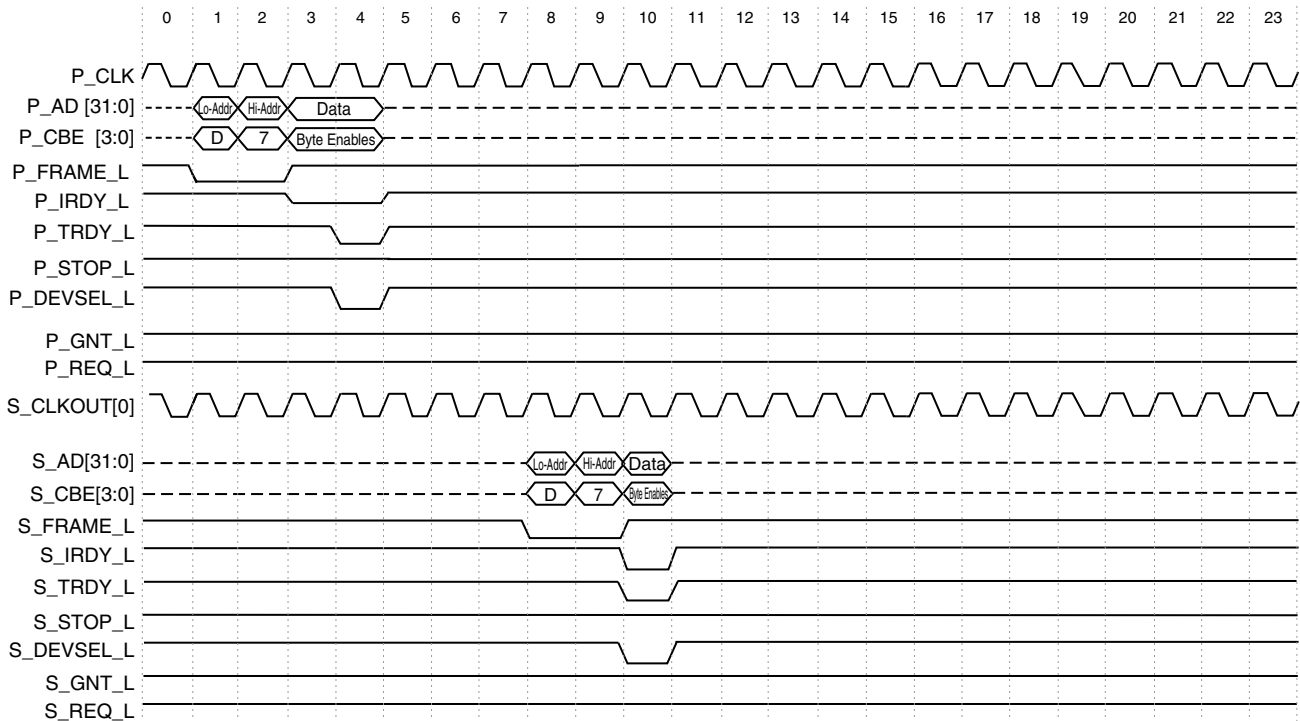 0 1 2 3 4 5 6 7 8 9 10 11 12 13 14 15 16 17 18 19 20 21 22 23
P_CLK
P_AD [31:0] Lo-Addr Hi-Addr Data
P_CBE [3:0] D 7 Byte Enables
P_FRAME_L
P_IRDY_L
P_TRDY_L
P_STOP_L
P_DEVSEL_L
P_GNT_L
P_REQ_L
S_CLKOUT[0]
S_AD[31:0] Lo-Addr Hi-Addr Data
S_CBE[3:0] D 7 Byte Enables
S_FRAME_L
S_IRDY_L
S_TRDY_L
S_STOP_L
S_DEVSEL_L
S_GNT_L
S_REQ_L